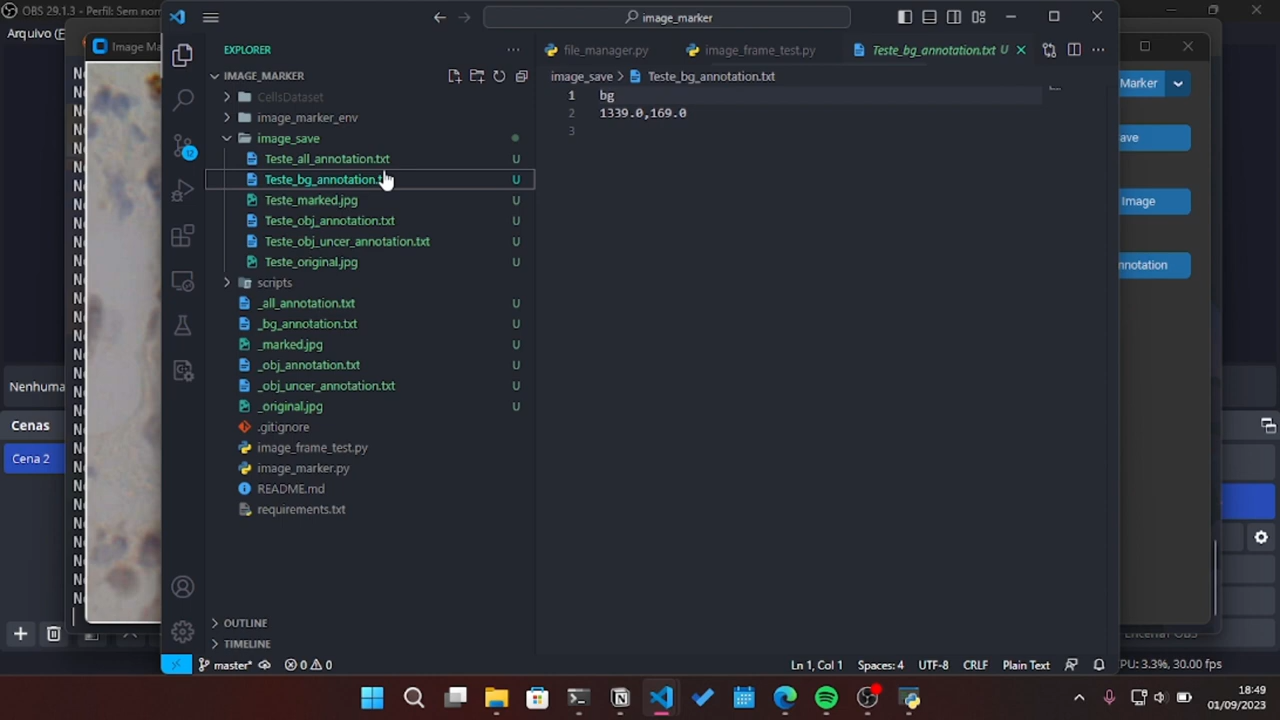 OBS 29.1.3 - Perfil: Sem nom
Arquivo (E
Image Ma
Nenhuma
Cenas
Cena 2
image_marker
EXPLORER
IMAGE_MARKER
CellsDataset
image_marker_env
image_save
Teste_all_annotation.txt U
Teste_bg_annotation.t U
Teste_marked.jpg U
Teste_obj_annotation.txt U
Teste_obj_uncer_annotation.txt U
Teste_original.jpg U
scripts
_all_annotation.txt U
_bg_annotation.txt U
_marked.jpg U
_obj_annotation.txt U
_obj_uncer_annotation.txt U
_original.jpg U
.gitignore
image_frame_test.py
image_marker.py
README.md
requirements.txt
OUTLINE
TIMELINE
12
file_manager.py image_frame_test.py Teste_bg_annotation.txt U
image_save > Teste_bg_annotation.txt
1 bg
2 1339.0,169.0
3
Marker
ave
Image
nnotation
master* 0 0 Ln 1, Col 1 Spaces: 4 UTF-8 CRLF Plain Text
PU: 3.3%, 30.00 fps
18:49
01/09/2023